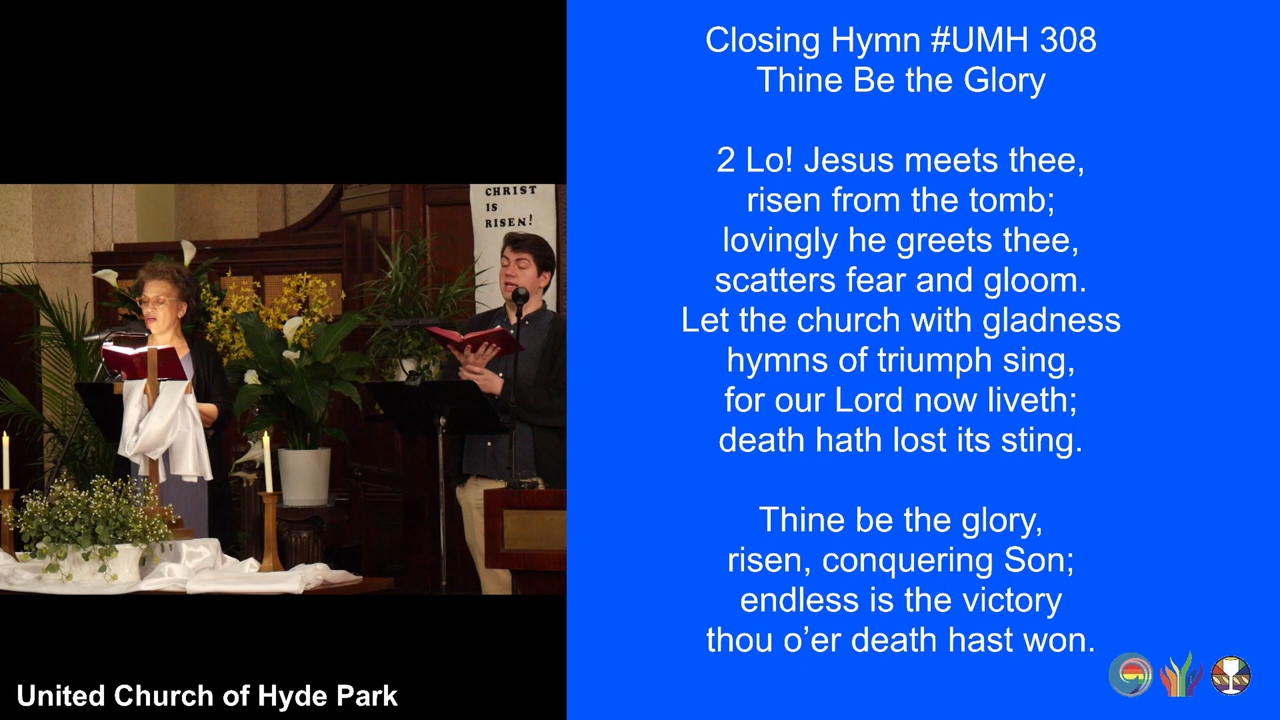 CHRIST
IS
RISEN!
United Church of Hyde Park
Closing Hymn #UMH 308
Thine Be the Glory
2 Lo! Jesus meets thee,
risen from the tomb;
lovingly he greets thee,
scatters fear and gloom.
Let the church with gladness
hymns of triumph sing,
for our Lord now liveth;
death hath lost its sting.
Thine be the glory,
risen, conquering Son;
endless is the victory
thou o’er death hast won.